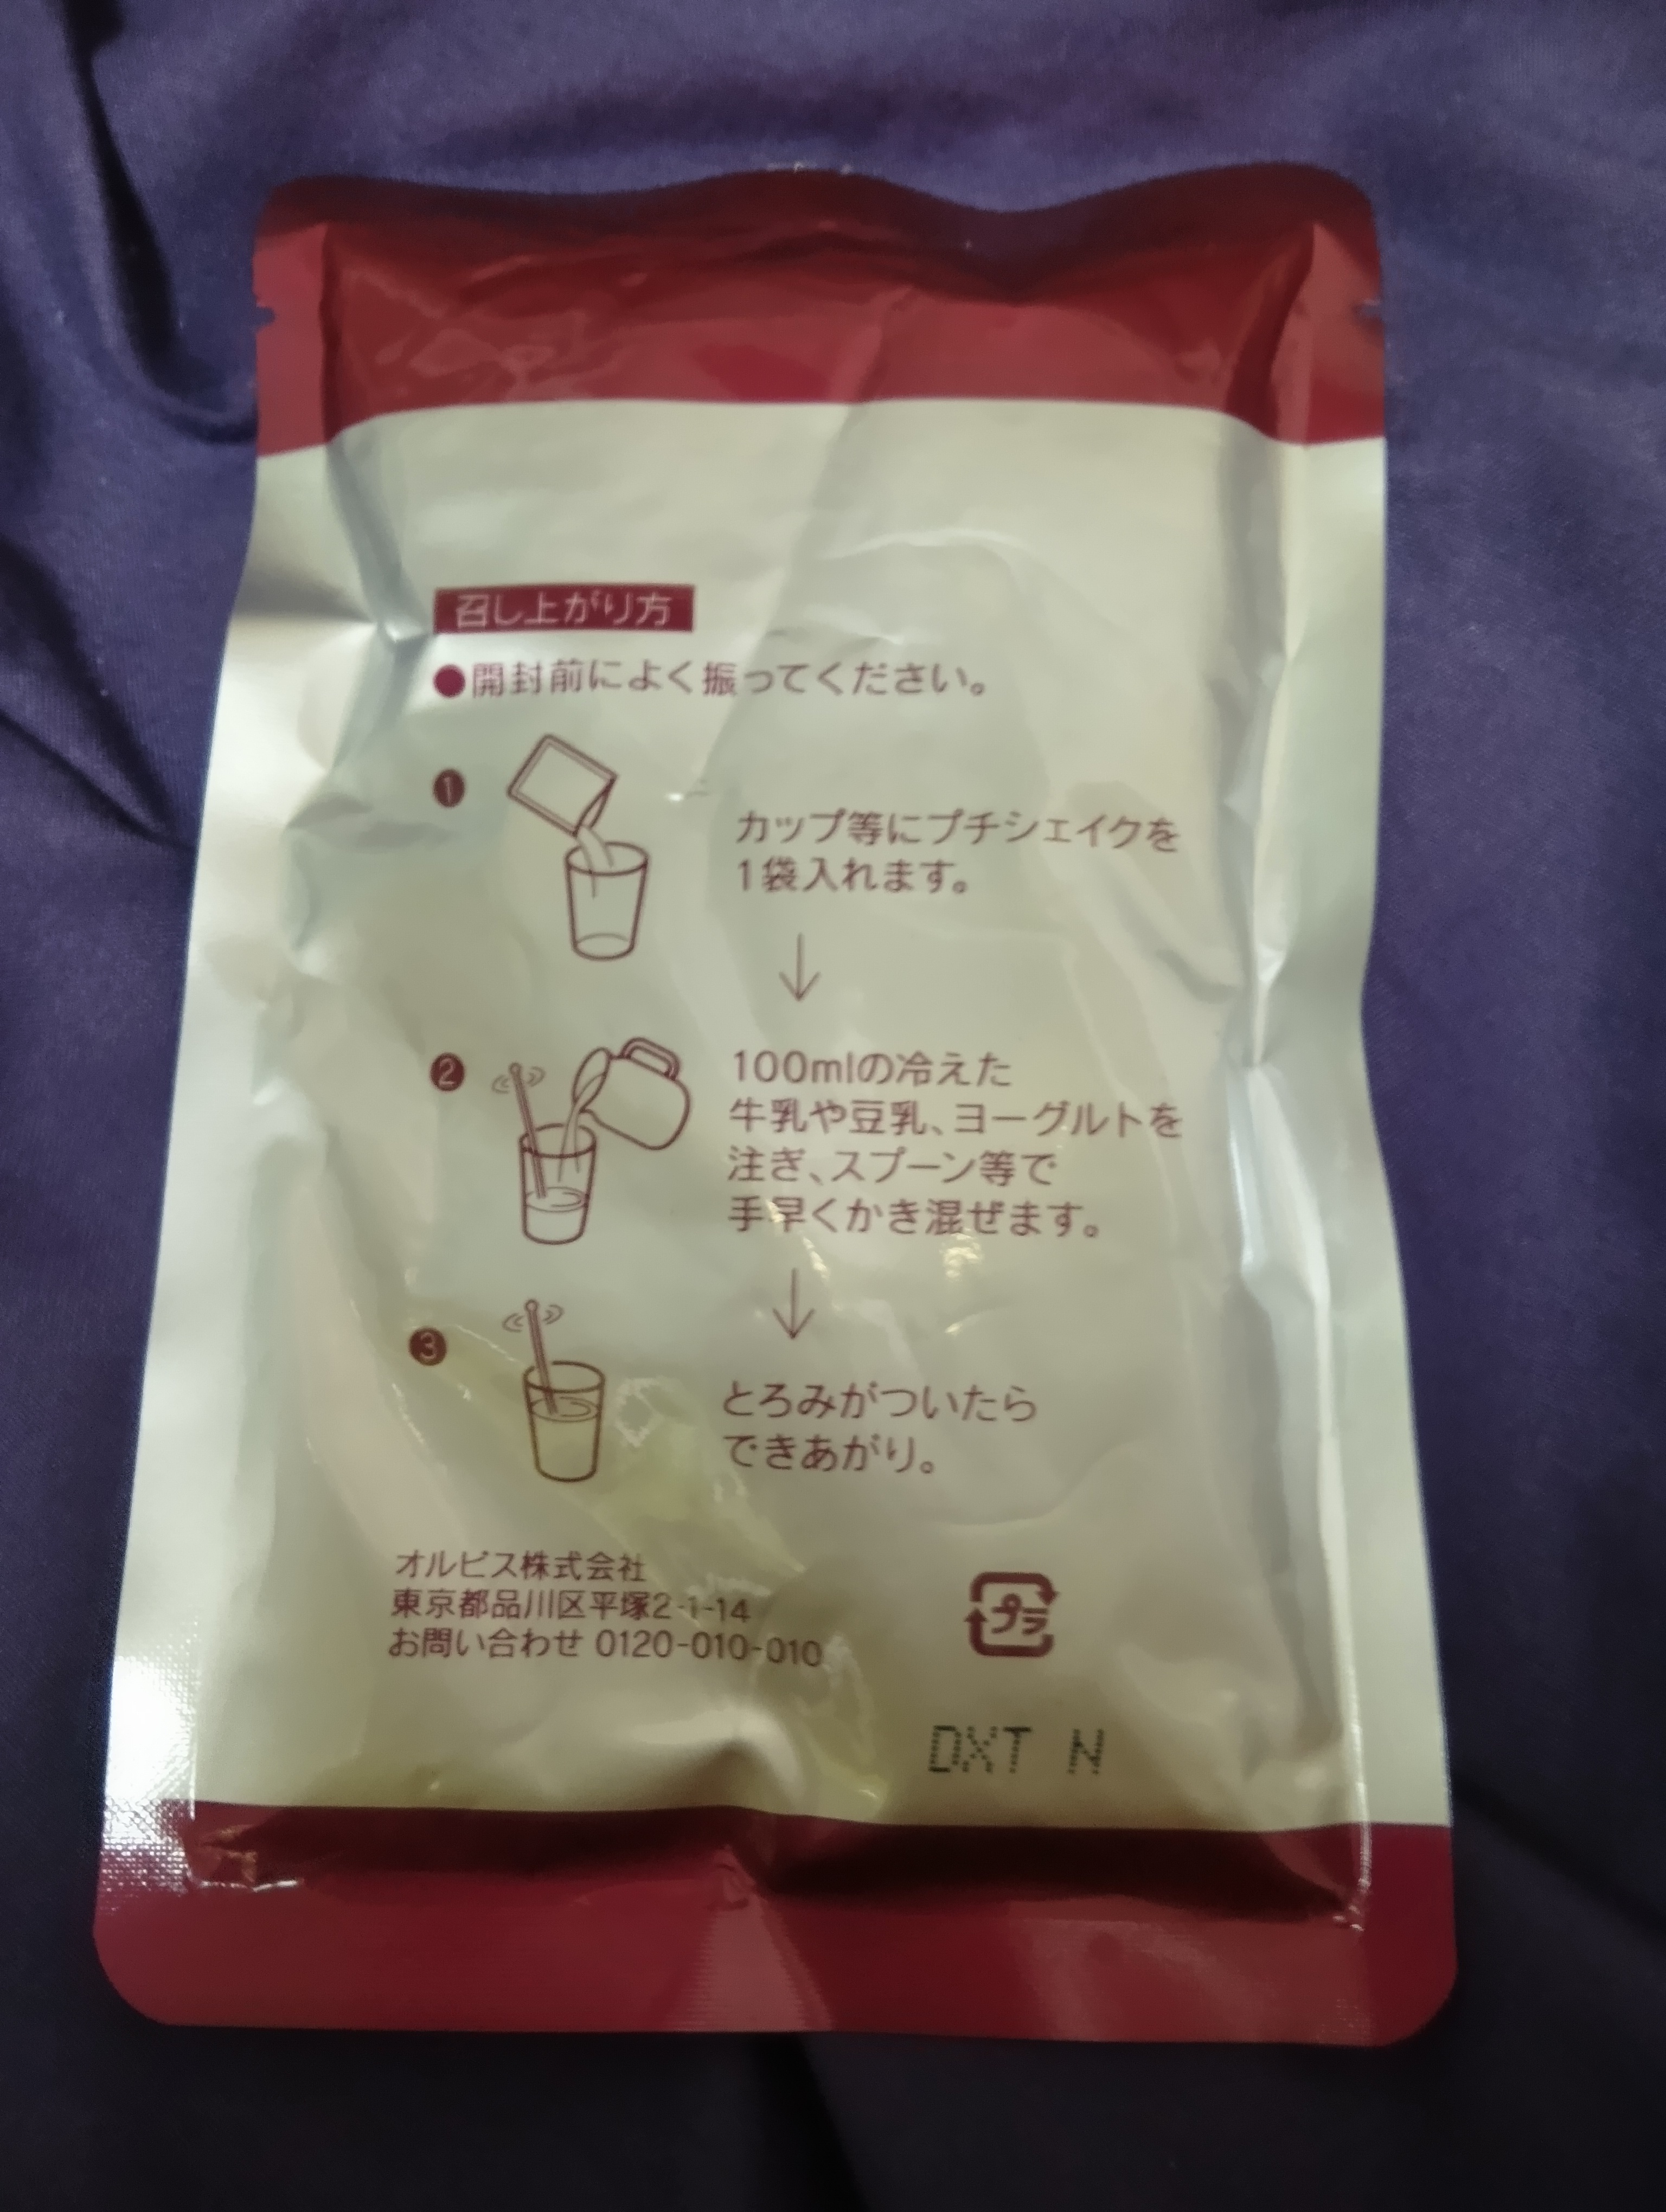 召し上がり方
●開封前によく振ってください。
1
カップ等にプチシェイクを
1袋入れます。
↓
2
100mlの冷えた
牛乳や豆乳、ヨーグルトを
注ぎ、スプーン等で
手早くかき混ぜます。
↓
3
とろみがついたら
できあがり。
オルビス株式会社
東京都品川区平塚2-1-14
お問い合わせ 0120-010-010
プラ
DXT N